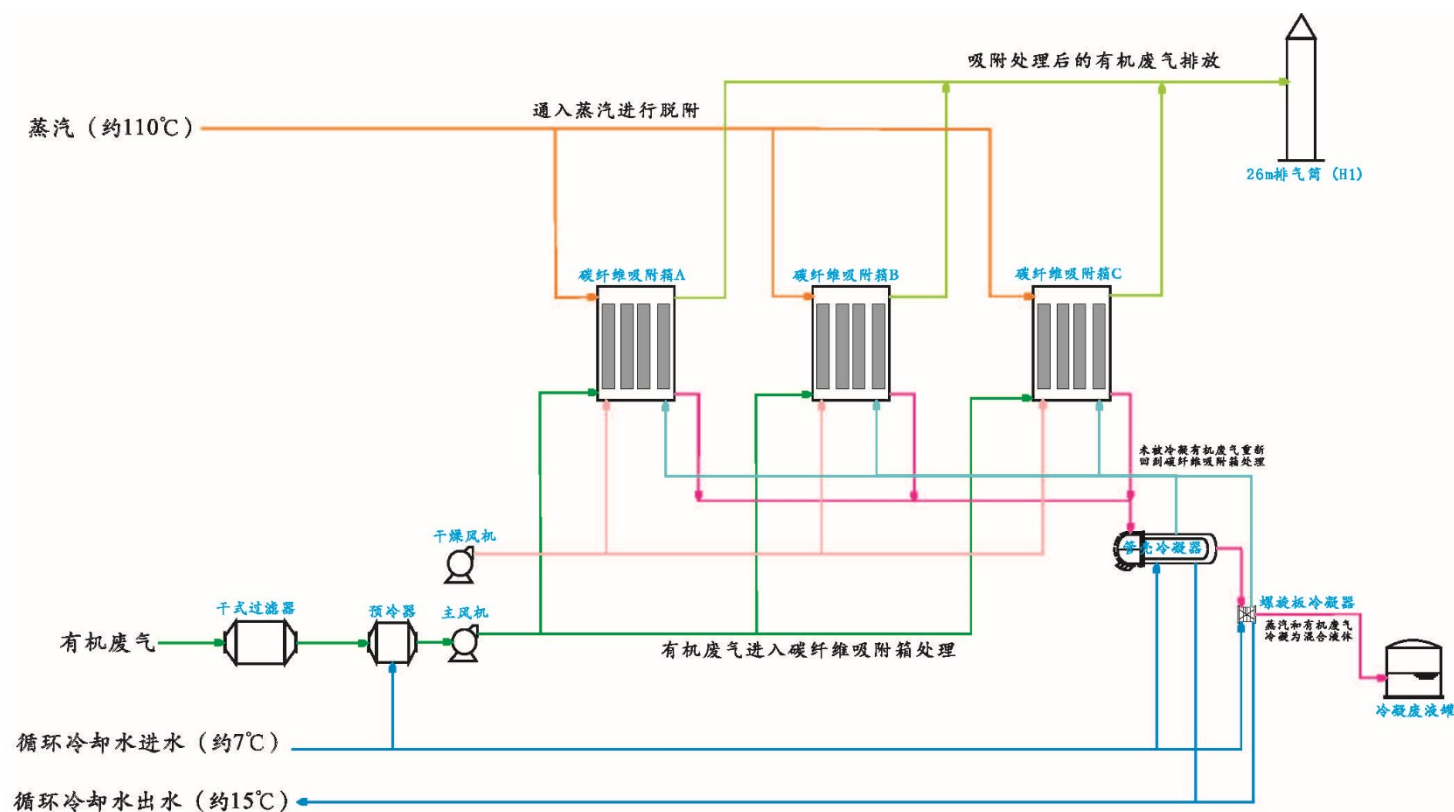 吸附处理后的有机废气排放
通入蒸汽进行脱附
蒸汽（约110℃）
26m排气筒（H1）
碳纤维吸附箱A
碳纤维吸附箱B
碳纤维吸附箱C
未被冷凝有机废气重新
回到碳纤维吸附箱处理
干燥风机
管壳冷凝器
干式过滤器
预冷器
主风机
螺旋板冷凝器
有机废气
有机废气进入碳纤维吸附箱处理
蒸汽和有机废气
冷凝为混合液体
冷凝废液罐
循环冷却水进水（约7℃）
循环冷却水出水（约15℃）